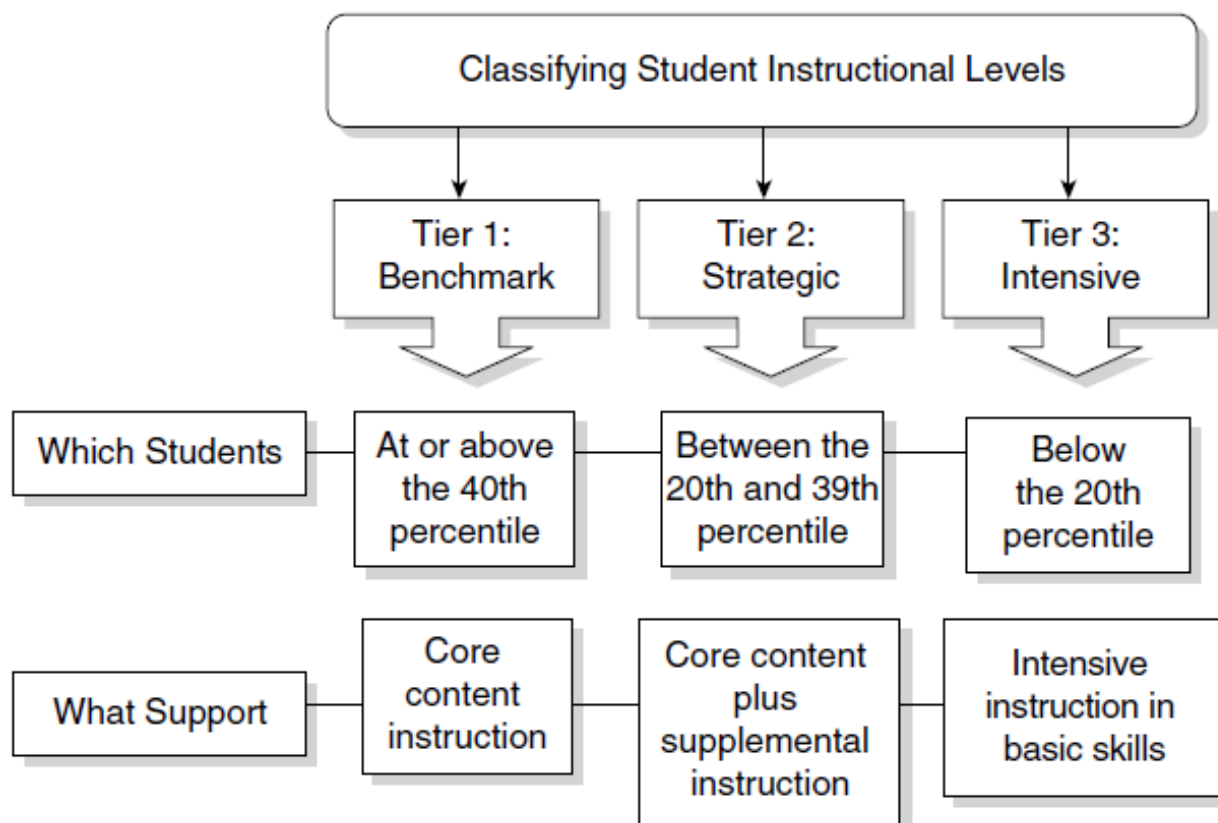 Classifying Student Instructional Levels
Tier 1:
Benchmark
Tier 2:
Strategic
Tier 3:
Intensive
Which Students
At or above
the 40th
percentile
Between the
20th and 39th
percentile
Below
the 20th
percentile
What Support
Core
content
instruction
Core content
plus
supplemental
instruction
Intensive
instruction in
basic skills